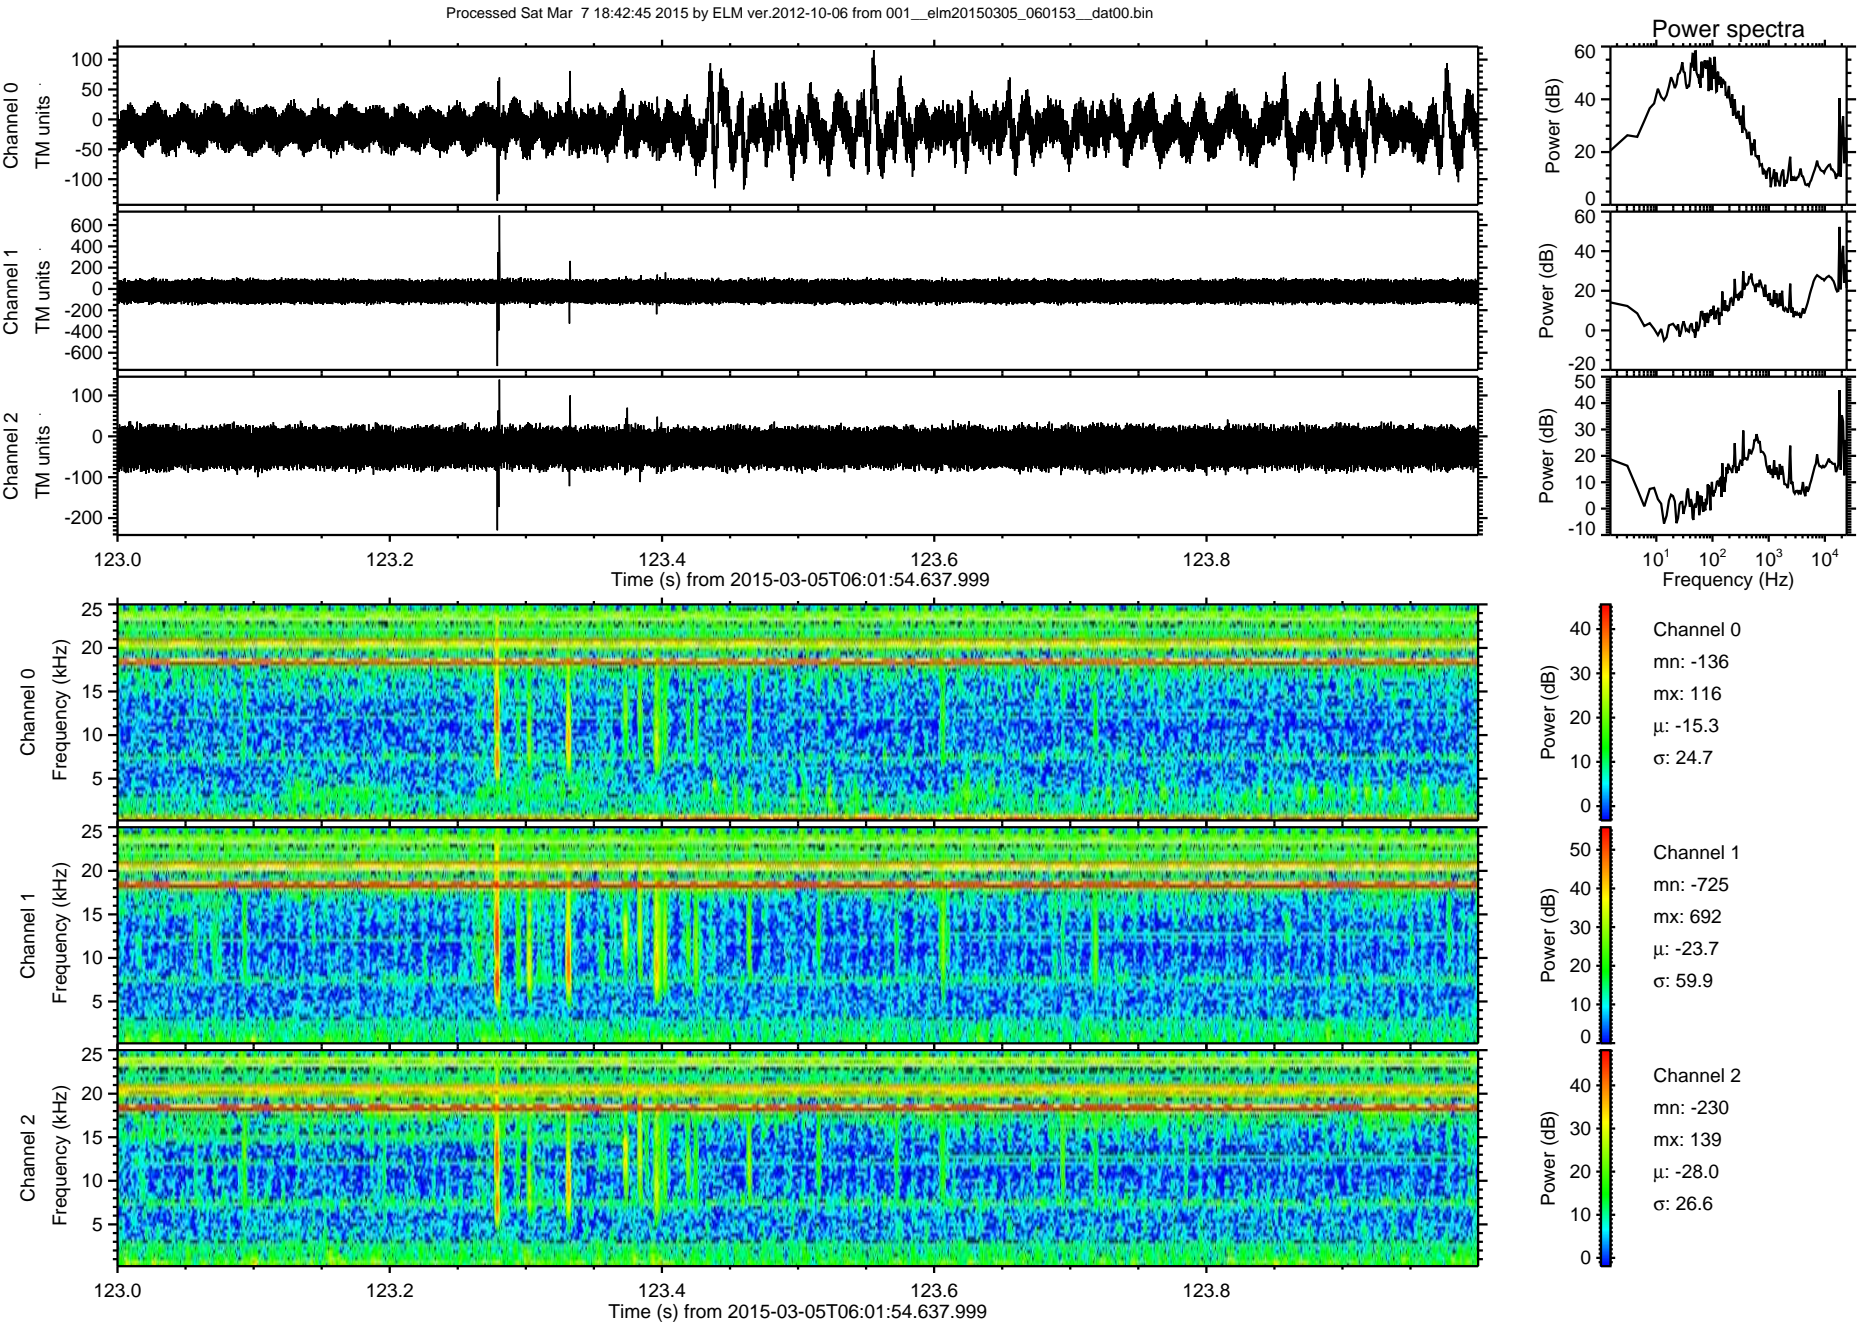 Processed Sat Mar  7 18:42:45 2015 by ELM ver.2012-10-06 from 001__elm20150305_060153__dat00.bin
Power spectra
Channel 0
TM units
100
50
0
-50
-100
Power (dB)
60
40
20
0
Channel 1
TM units
600
400
200
0
-200
-400
-600
Power (dB)
60
40
20
0
-20
Channel 2
TM units
100
0
-100
-200
Power (dB)
50
40
30
20
10
0
-10
123.0 123.2 123.4 123.6 123.8
Time (s) from 2015-03-05T06:01:54.637.999
10¹ 10² 10³ 10⁴
Frequency (Hz)
Channel 0
Frequency (kHz)
25
20
15
10
5
Power (dB)
40
30
20
10
0
Channel 0
mn: -136
mx: 116
μ: -15.3
σ: 24.7
Channel 1
Frequency (kHz)
25
20
15
10
5
Power (dB)
50
40
30
20
10
0
Channel 1
mn: -725
mx: 692
μ: -23.7
σ: 59.9
Channel 2
Frequency (kHz)
25
20
15
10
5
Power (dB)
40
30
20
10
0
Channel 2
mn: -230
mx: 139
μ: -28.0
σ: 26.6
123.0 123.2 123.4 123.6 123.8
Time (s) from 2015-03-05T06:01:54.637.999